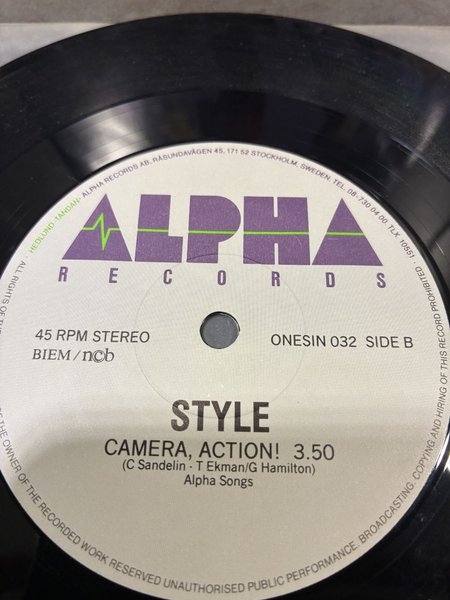 HEDLUND, TANDAN · ALPHA RECORDS AB, RÅSUNDAVÄGEN 45, 171 52 STOCKHOLM, SWEDEN. TEL. 08-730 04 00 TLX 10551 ·
ALPHA
RECORDS
45 RPM STEREO
ONESIN 032 SIDE B
BIEM / ncb
STYLE
CAMERA, ACTION! 3.50
(C Sandelin - T Ekman/G Hamilton)
Alpha Songs
ALL RIGHTS OF THE
OF THE OWNER OF THE RECORDED WORK RESERVED UNAUTHORISED PUBLIC PERFORMANCE, BROADCASTING, COPYING AND HIRING OF THIS RECORD PROHIBITED